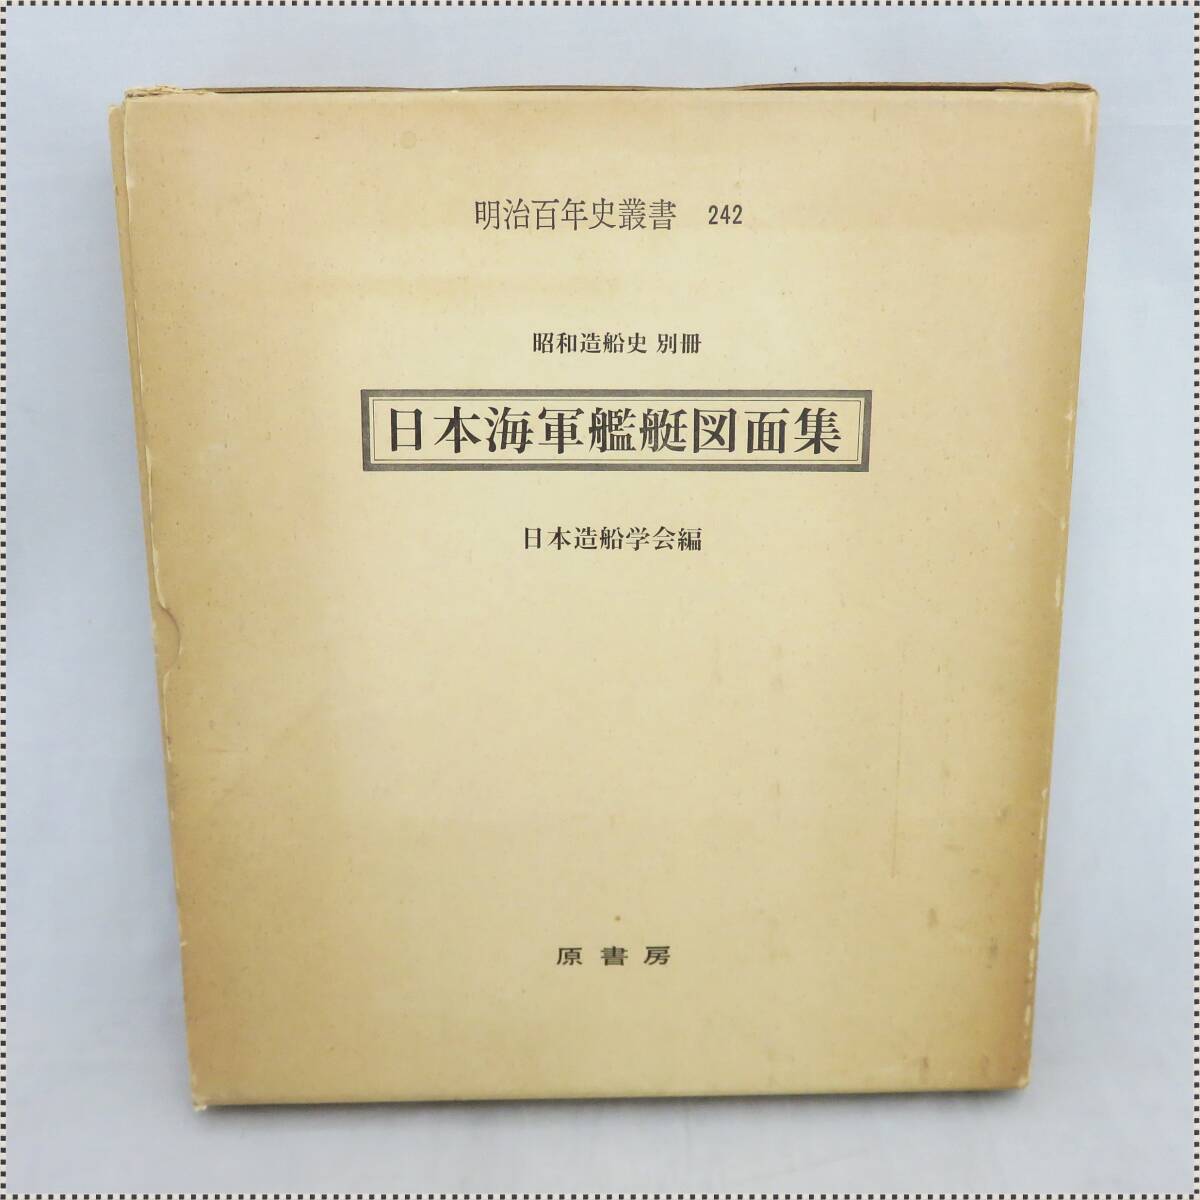 明治百年史叢書 242
昭和造船史 別冊
日本海軍艦艇図面集
日本造船学会編
原書房